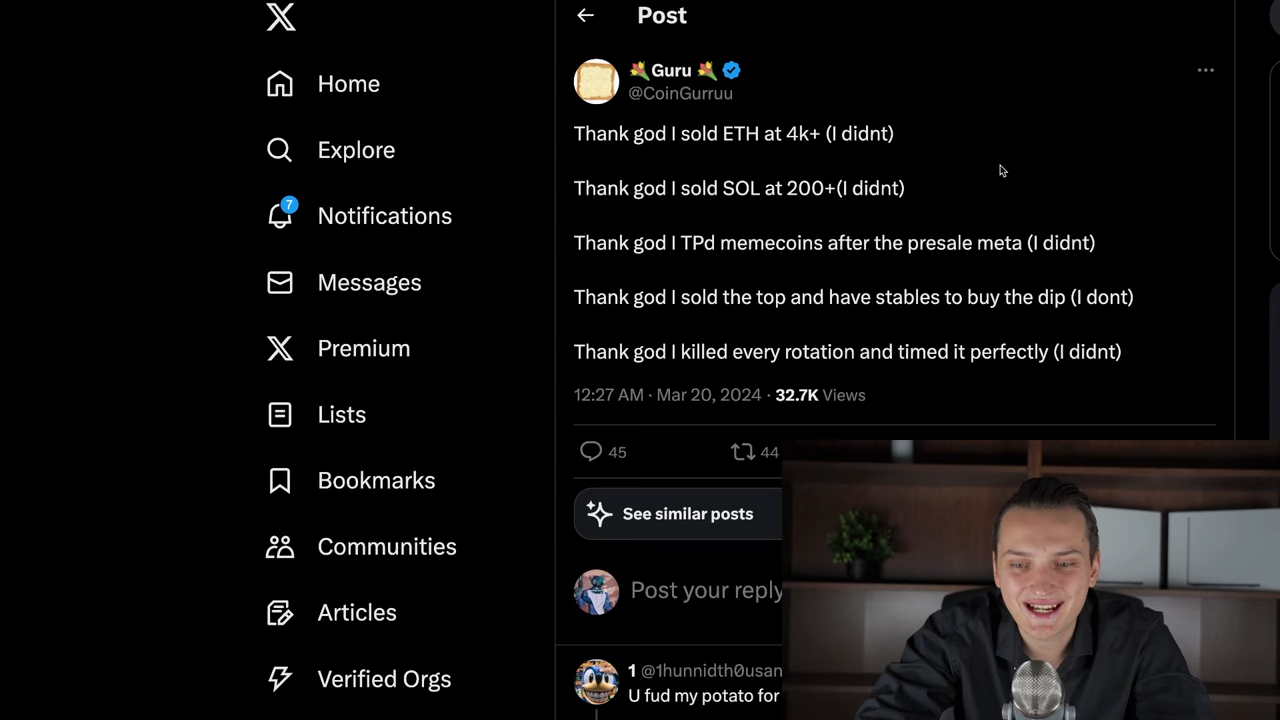 Post
Home
Explore
7
Notifications
Messages
Premium
Lists
Bookmarks
Communities
Articles
Verified Orgs
💐Guru 💐
@CoinGurruu
Thank god I sold ETH at 4k+ (I didnt)
Thank god I sold SOL at 200+(I didnt)
Thank god I TPd memecoins after the presale meta (I didnt)
Thank god I sold the top and have stables to buy the dip (I dont)
Thank god I killed every rotation and timed it perfectly (I didnt)
12:27 AM · Mar 20, 2024 · 32.7K Views
45 44
See similar posts
Post your reply
1 @1hunnidth0usan
U fud my potato for